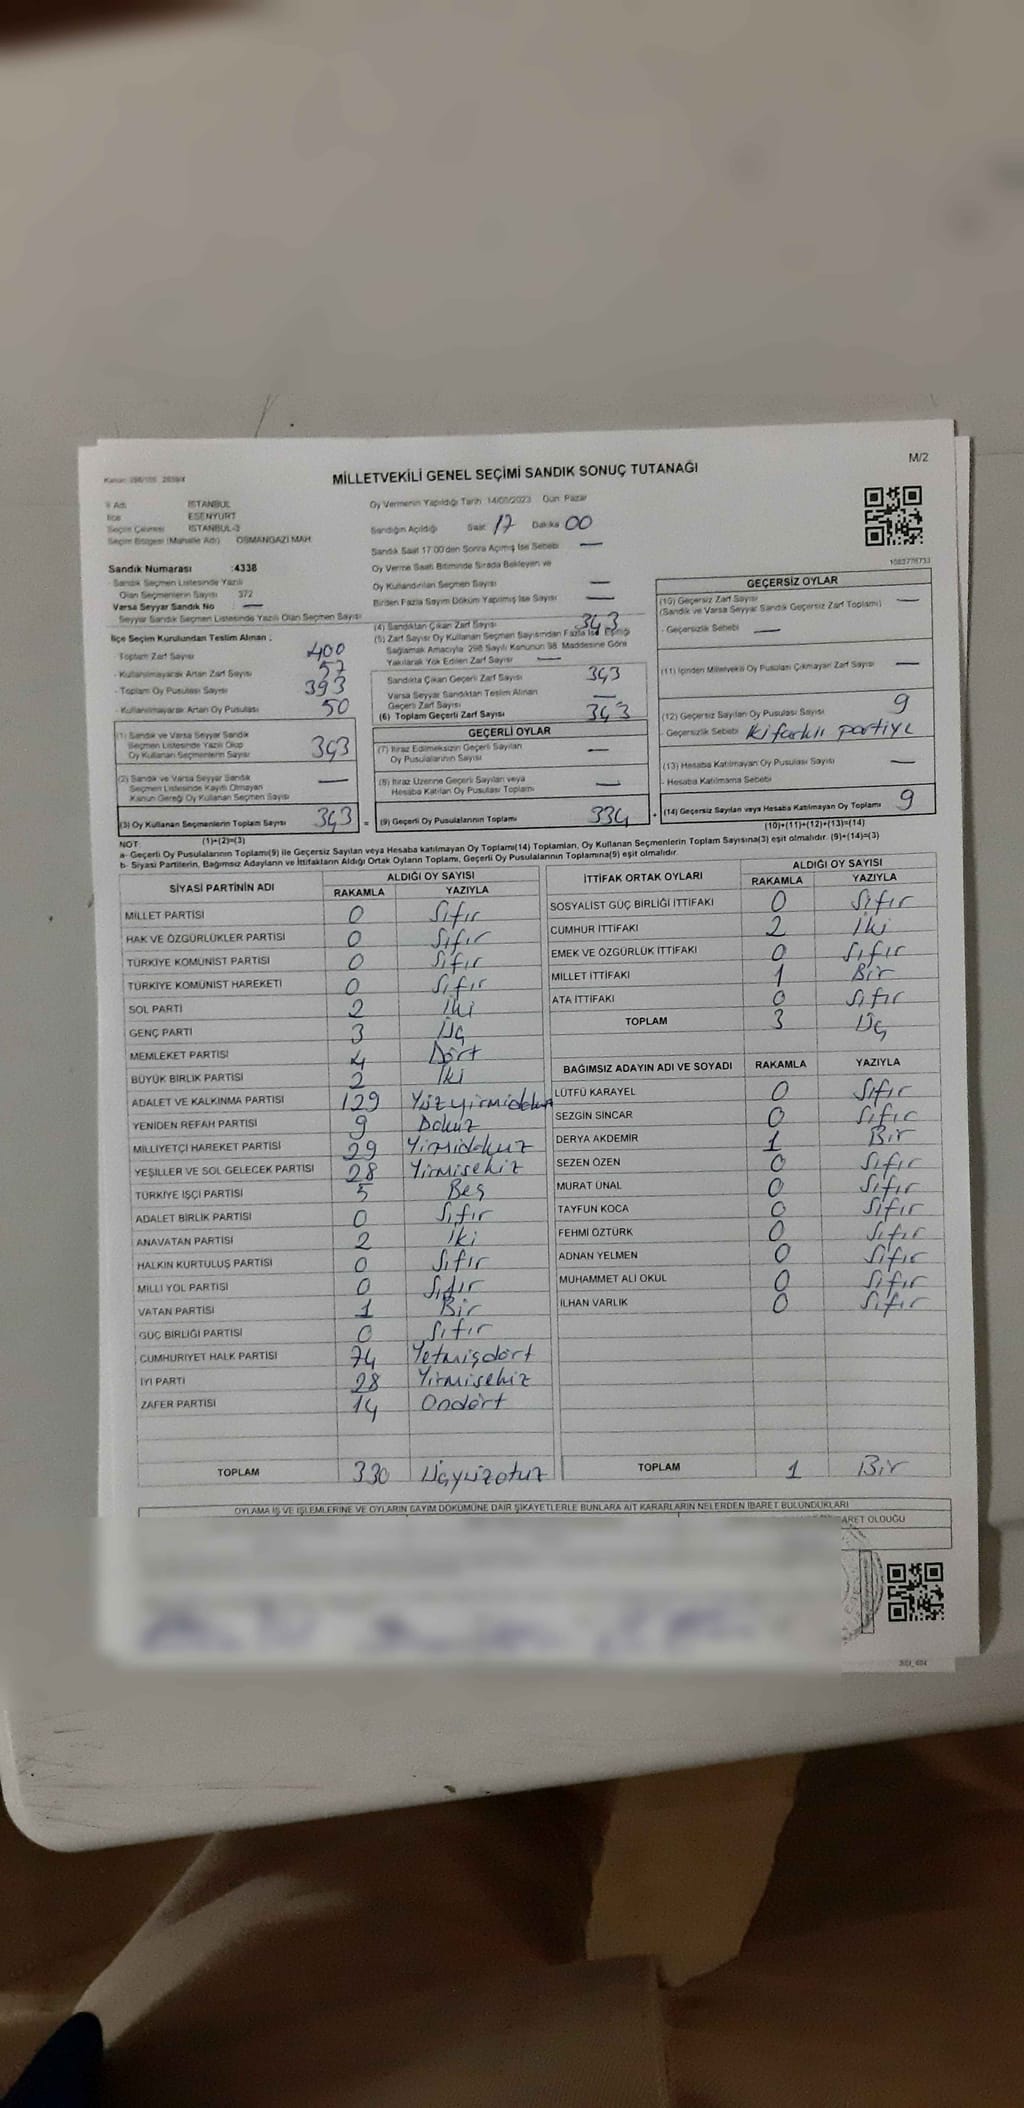 M/2
MİLLETVEKİLİ GENEL SEÇİMİ SANDIK SONUÇ TUTANAĞI
İl Adı : İSTANBUL
İlçe : ESENYURT
Seçim Çevresi : İSTANBUL-3
Seçim Bölgesi (Mahalle Adı) OSMANGAZİ MAH
Oy Vermenin Yapıldığı Tarih 14/05/2023 Gün: Pazar
Sandığın Açıldığı Saat 17 Dakika 00
Sandık Saat 17:00'den Sonra Açmış İse Sebebi —
Oy Verme Saati Bitiminde Sırada Bekleyen ve
Oy Kullandırılan Seçmen Sayısı —
Birden Fazla Sayım Döküm Yapılmış İse Sayısı —
1082776733
Sandık Numarası :4338
- Sandık Seçmen Listesinde Yazılı
Olan Seçmenlerin Sayısı 372
Varsa Seyyar Sandık No —
Seyyar Sandık Seçmen Listesinde Yazılı Olan Seçmen Sayısı
İlçe Seçim Kurulundan Teslim Alınan ;
- Toplam Zarf Sayısı 400
- Kullanılmayarak Artan Zarf Sayısı 57
- Toplam Oy Pusulası Sayısı 393
- Kullanılmayarak Artan Oy Pusulası 50
(1) Sandık ve Varsa Seyyar Sandık
Seçmen Listesinde Yazılı Olup
Oy Kullanan Seçmenlerin Sayısı 343
(2) Sandık ve Varsa Seyyar Sandık
Seçmen Listesinde Kayıtlı Olmayan
Kanun Gereği Oy Kullanan Seçmen Sayısı —
(3) Oy Kullanan Seçmenlerin Toplam Sayısı 343
(1)+(2)=(3)
(4) Sandıktan Çıkan Zarf Sayısı 343
(5) Zarf Sayısı Oy Kullanan Seçmen Sayısından Fazla İse, Eşitliği
Sağlamak Amacıyla 298 Sayılı Kanunun 98. Maddesine Göre
Yakılarak Yok Edilen Zarf Sayısı —
Sandıkta Çıkan Geçerli Zarf Sayısı 343
Varsa Seyyar Sandıktan Teslim Alınan
Geçerli Zarf Sayısı —
(6) Toplam Geçerli Zarf Sayısı 343
GEÇERLİ OYLAR
(7) İtiraz Edilmeksizin Geçerli Sayılan
Oy Pusulalarının Sayısı —
(8) İtiraz Üzerine Geçerli Sayılan veya
Hesaba Katılan Oy Pusulası Toplamı —
= (9) Geçerli Oy Pusulalarının Toplamı 334
GEÇERSİZ OYLAR
(10) Geçersiz Zarf Sayısı —
(Sandık ve Varsa Seyyar Sandık Geçersiz Zarf Toplamı)
- Geçersizlik Sebebi —
(11) İçinden Milletvekili Oy Pusulası Çıkmayan Zarf Sayısı —
(12) Geçersiz Sayılan Oy Pusulası Sayısı 9
- Geçersizlik Sebebi İki farklı partiye
(13) Hesaba Katılmayan Oy Pusulası Sayısı —
- Hesaba Katılmama Sebebi
+ (14) Geçersiz Sayılan veya Hesaba Katılmayan Oy Toplamı 9
(10)+(11)+(12)+(13)=(14)
NOT
a- Geçerli Oy Pusulalarının Toplamı(9) ile Geçersiz Sayılan veya Hesaba katılmayan Oy Toplamı(14) Toplamları, Oy Kullanan Seçmenlerin Toplam Sayısına(3) eşit olmalıdır. (9)+(14)=(3)
b- Siyasi Partilerin, Bağımsız Adayların ve İttifakların Aldığı Ortak Oyların Toplamı, Geçerli Oy Pusulalarının Toplamına(9) eşit olmalıdır.
SİYASİ PARTİNİN ADI ALDIĞI OY SAYISI
RAKAMLA YAZIYLA
MİLLET PARTİSİ 0 Sıfır
HAK VE ÖZGÜRLÜKLER PARTİSİ 0 Sıfır
TÜRKİYE KOMÜNİST PARTİSİ 0 Sıfır
TÜRKİYE KOMÜNİST HAREKETİ 0 Sıfır
SOL PARTİ 2 İki
GENÇ PARTİ 3 Üç
MEMLEKET PARTİSİ 4 Dört
BÜYÜK BİRLİK PARTİSİ 2 İki
ADALET VE KALKINMA PARTİSİ 129 Yüzyirmidokuz
YENİDEN REFAH PARTİSİ 9 Dokuz
MİLLİYETÇİ HAREKET PARTİSİ 29 Yirmidokuz
YEŞİLLER VE SOL GELECEK PARTİSİ 28 Yirmisekiz
TÜRKİYE İŞÇİ PARTİSİ 5 Beş
ADALET BİRLİK PARTİSİ 0 Sıfır
ANAVATAN PARTİSİ 2 İki
HALKIN KURTULUŞ PARTİSİ 0 Sıfır
MİLLİ YOL PARTİSİ 0 Sıfır
VATAN PARTİSİ 1 Bir
GÜÇ BİRLİĞİ PARTİSİ 0 Sıfır
CUMHURİYET HALK PARTİSİ 74 Yetmişdört
İYİ PARTİ 28 Yirmisekiz
ZAFER PARTİSİ 14 Ondört
TOPLAM 330 Üçyüzotuz
İTTİFAK ORTAK OYLARI ALDIĞI OY SAYISI
RAKAMLA YAZIYLA
SOSYALİST GÜÇ BİRLİĞİ İTTİFAKI 0 Sıfır
CUMHUR İTTİFAKI 2 İki
EMEK VE ÖZGÜRLÜK İTTİFAKI 0 Sıfır
MİLLET İTTİFAKI 1 Bir
ATA İTTİFAKI 0 Sıfır
TOPLAM 3 Üç
BAĞIMSIZ ADAYIN ADI VE SOYADI RAKAMLA YAZIYLA
LÜTFÜ KARAYEL 0 Sıfır
SEZGİN SİNCAR 0 Sıfır
DERYA AKDEMİR 1 Bir
SEZEN ÖZEN 0 Sıfır
MURAT ÜNAL 0 Sıfır
TAYFUN KOCA 0 Sıfır
FEHMİ ÖZTÜRK 0 Sıfır
ADNAN YELMEN 0 Sıfır
MUHAMMET ALİ OKUL 0 Sıfır
İLHAN VARLIK 0 Sıfır
TOPLAM 1 Bir
OYLAMA İŞ VE İŞLEMLERİNE VE OYLARIN SAYIM DÖKÜMÜNE DAİR ŞİKAYETLERLE BUNLARA AİT KARARLARIN NELERDEN İBARET BULUNDUKLARI
OLDUĞU